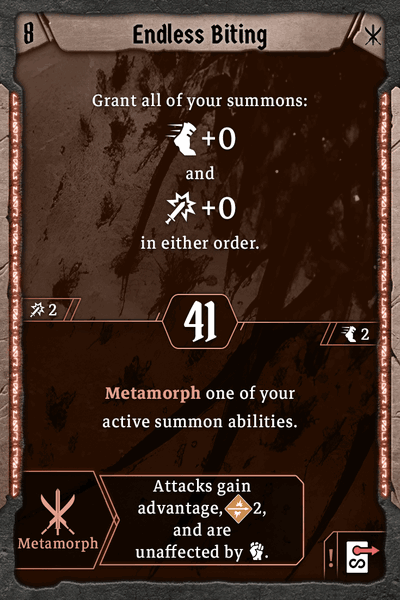 8
Endless Biting
Grant all of your summons:
+0
and
+0
in either order.
2
41
2
Metamorph one of your
active summon abilities.
Metamorph
Attacks gain
advantage, 2,
and are
unaffected by .
!